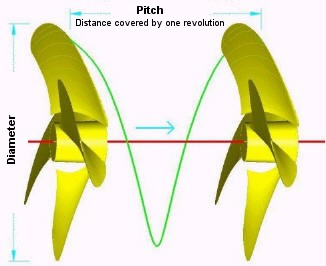 Pitch
Distance covered by one revolution
Diameter